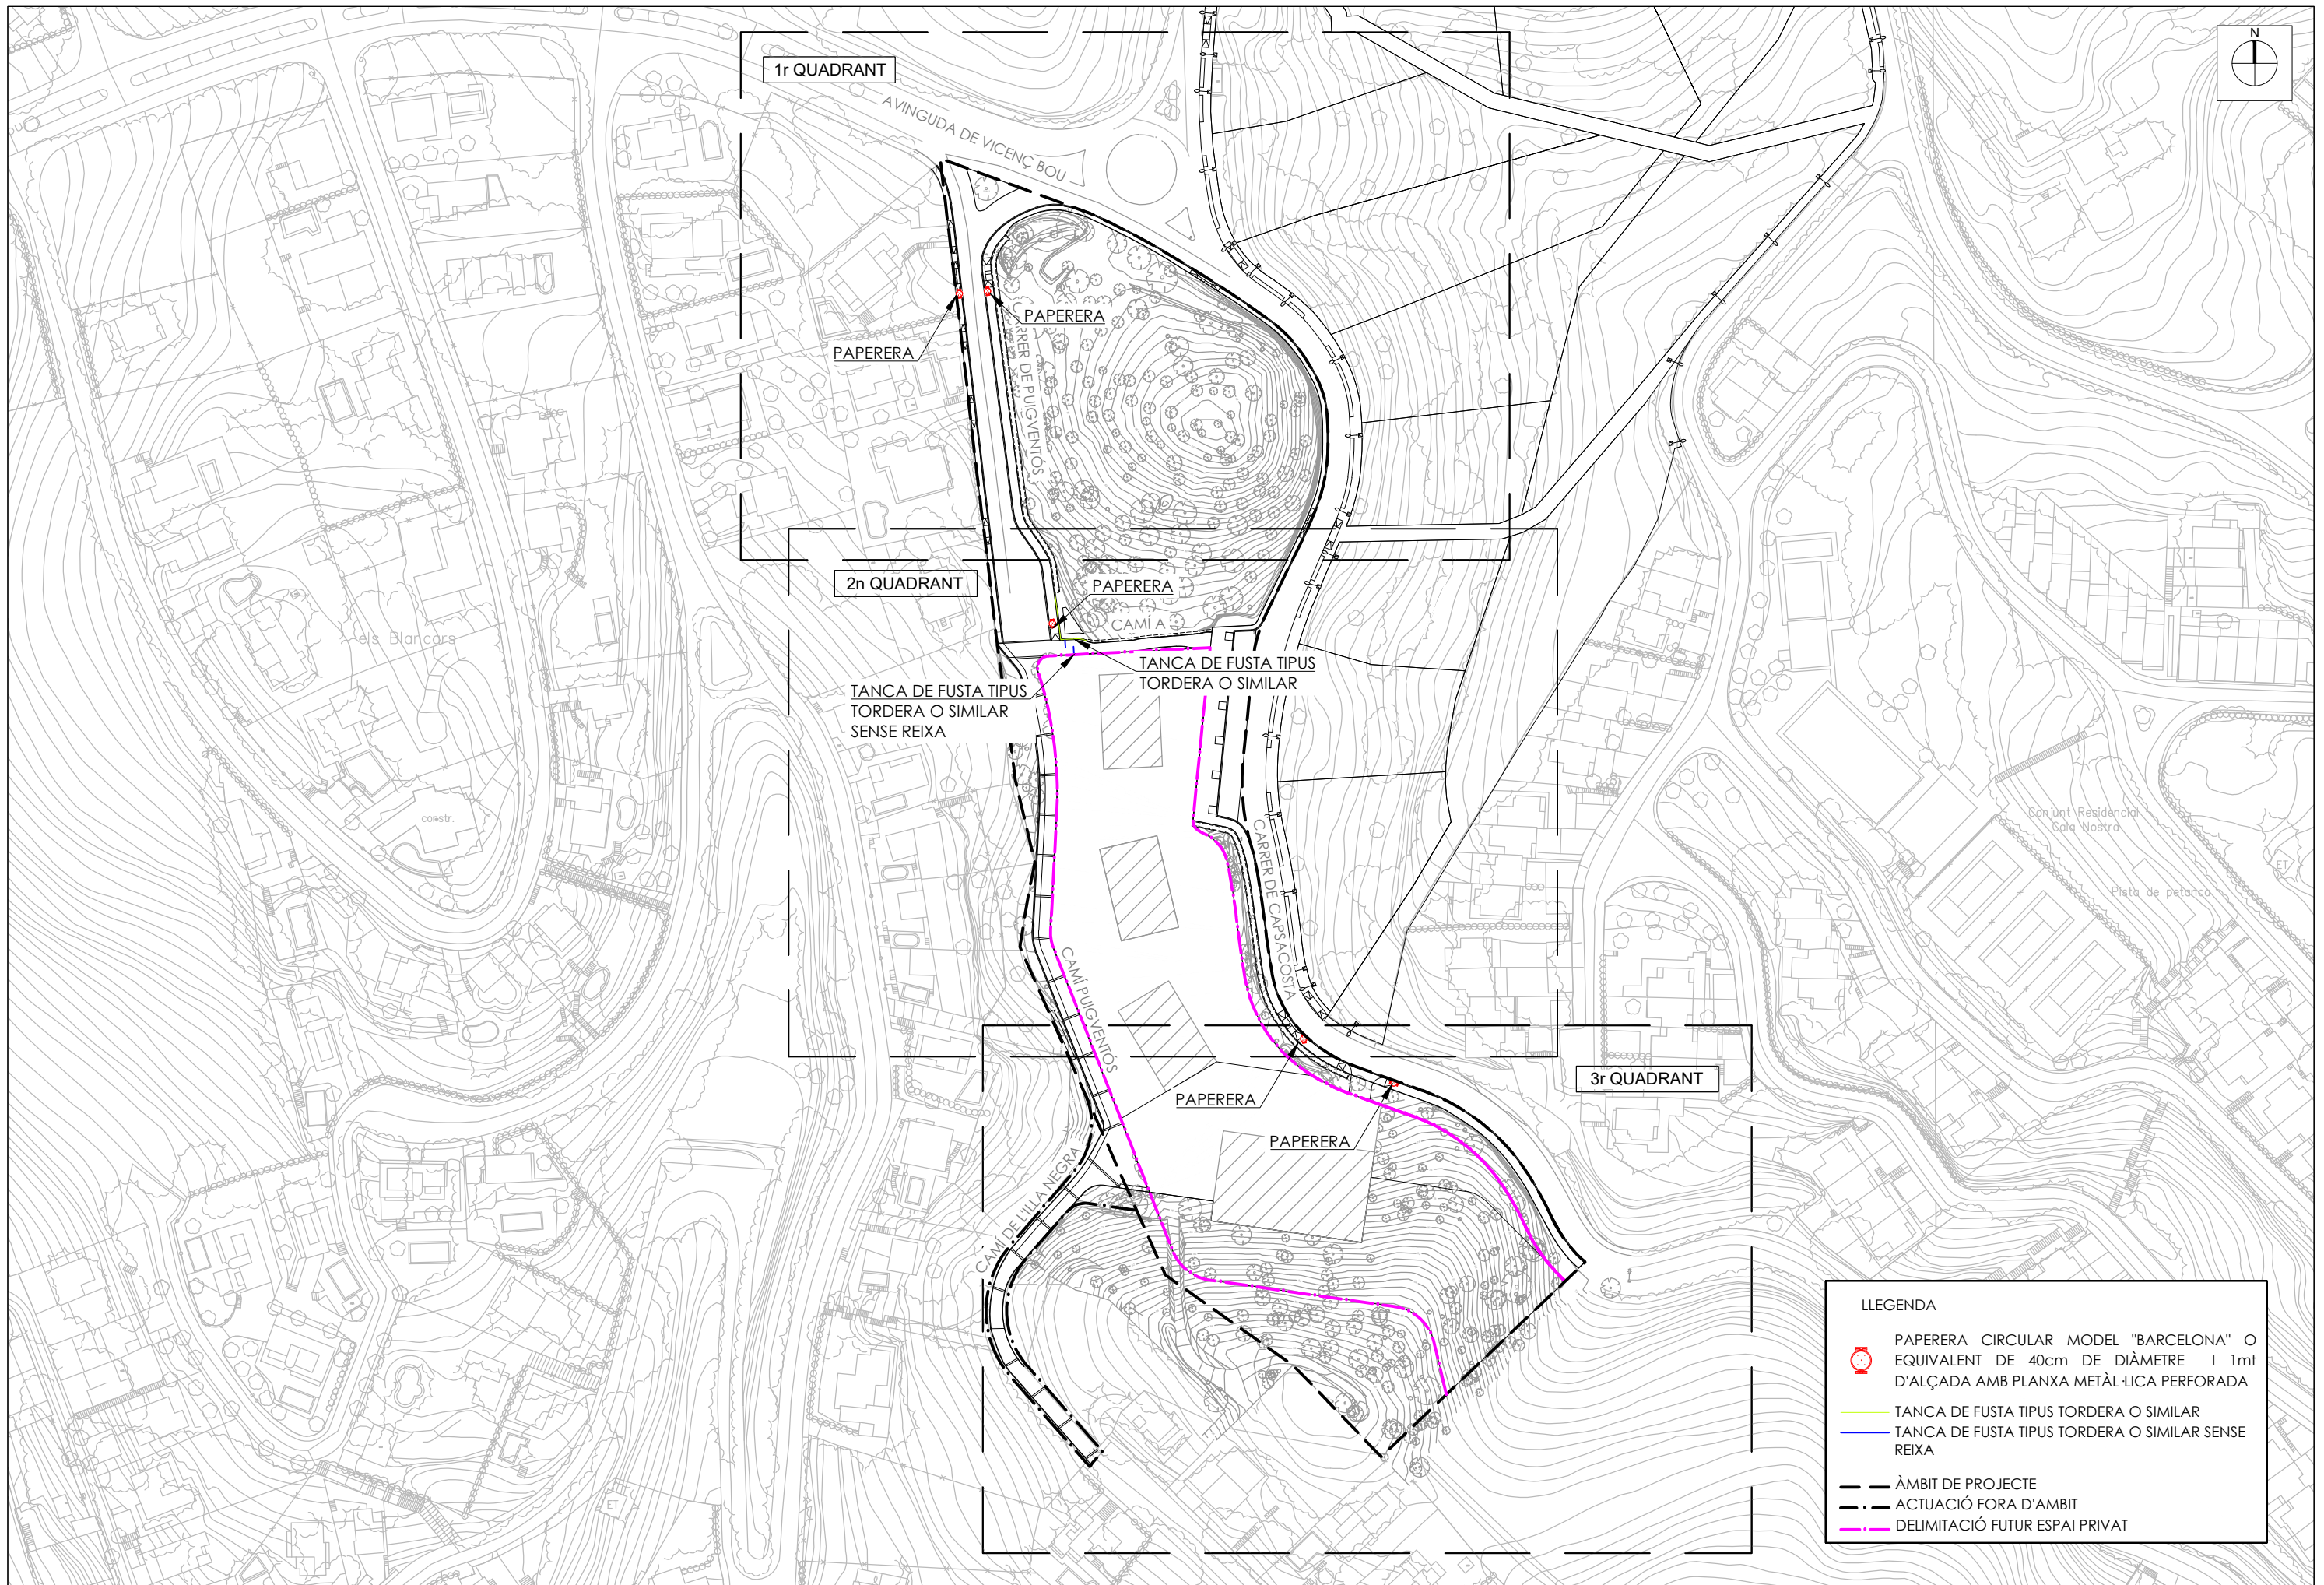 1r QUADRANT
N
AVINGUDA DE VICENÇ BOU
PAPERERA
PAPERERA
CARRER DE PUIGVENTÓS
2n QUADRANT
PAPERERA
CAMÍ A
els Blancars
TANCA DE FUSTA TIPUS
TORDERA O SIMILAR
TANCA DE FUSTA TIPUS
TORDERA O SIMILAR
SENSE REIXA
constr.
Conjunt Residencial
Cala Nostra
ET
CARRER DE CAPSACOSTA
Pista de petanca
CAMÍ PUIGVENTÓS
3r QUADRANT
PAPERERA
PAPERERA
CAMÍ DE L'ILLA NEGRA
ET
LLEGENDA
PAPERERA CIRCULAR MODEL "BARCELONA" O
EQUIVALENT DE 40cm DE DIÀMETRE I 1mt
D'ALÇADA AMB PLANXA METÀL·LICA PERFORADA
TANCA DE FUSTA TIPUS TORDERA O SIMILAR
TANCA DE FUSTA TIPUS TORDERA O SIMILAR SENSE
REIXA
ÀMBIT DE PROJECTE
ACTUACIÓ FORA D'AMBIT
DELIMITACIÓ FUTUR ESPAI PRIVAT